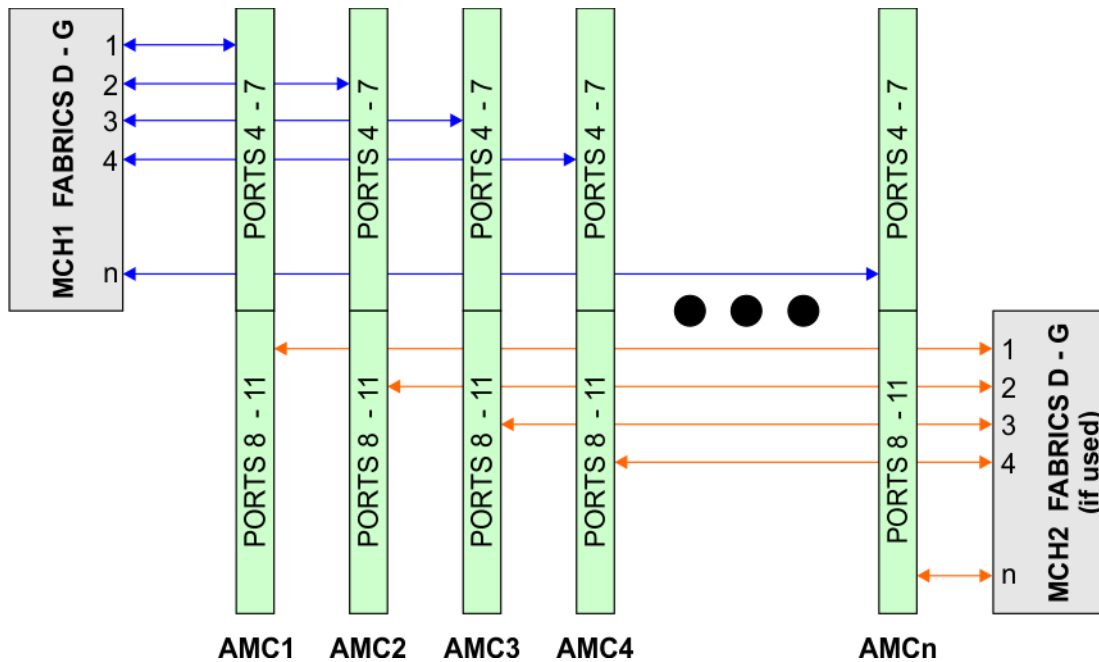 MCH1 FABRICS D - G
1
2
3
4
n
PORTS 4 - 7
PORTS 4 - 7
PORTS 4 - 7
PORTS 4 - 7
PORTS 4 - 7
PORTS 8 - 11
PORTS 8 - 11
PORTS 8 - 11
PORTS 8 - 11
PORTS 8 - 11
1
2
3
4
n
MCH2 FABRICS D - G
(if used)
AMC1
AMC2
AMC3
AMC4
AMCn